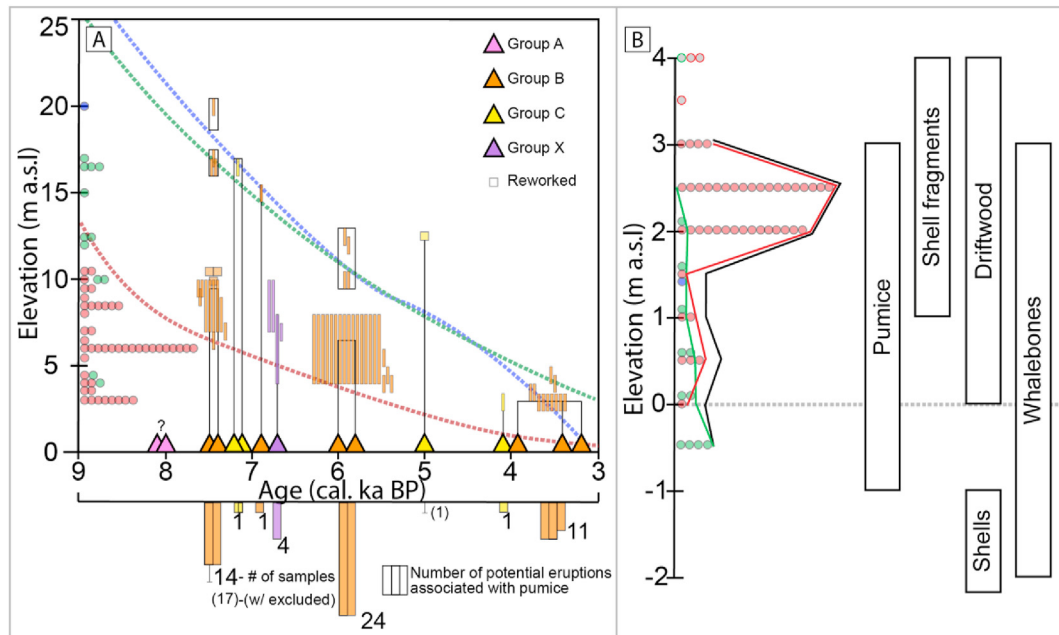 A
25
20
15
10
5
0
Elevation (m a.s.l)
Group A
Group B
Group C
Group X
Reworked
?
9
8
7
6
5
4
3
Age (cal. ka BP)
1
1
4
(1)
1
11
14- # of samples
(17)-(w/ excluded)
24
Number of potential eruptions
associated with pumice
B
4
3
2
1
0
-1
-2
Elevation (m a.s.l)
Pumice
Shell fragments
Driftwood
Shells
Whalebones